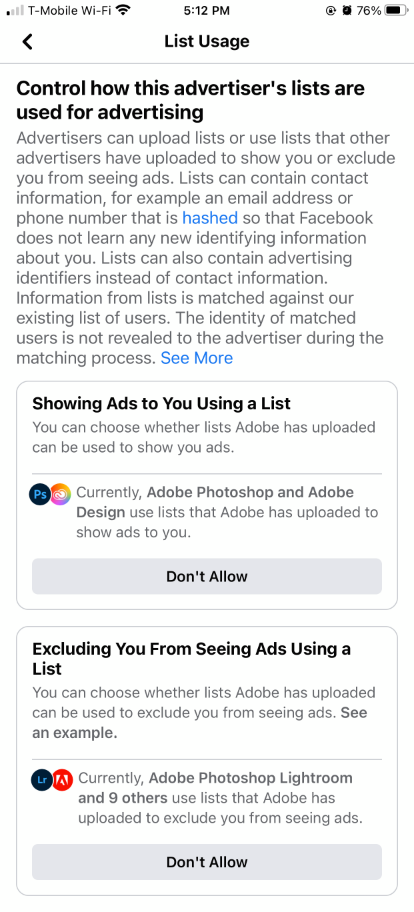 T-Mobile Wi-Fi 5:12 PM 76%
List Usage
Control how this advertiser's lists are
used for advertising
Advertisers can upload lists or use lists that other
advertisers have uploaded to show you or exclude
you from seeing ads. Lists can contain contact
information, for example an email address or
phone number that is hashed so that Facebook
does not learn any new identifying information
about you. Lists can also contain advertising
identifiers instead of contact information.
Information from lists is matched against our
existing list of users. The identity of matched
users is not revealed to the advertiser during the
matching process. See More
Showing Ads to You Using a List
You can choose whether lists Adobe has uploaded
can be used to show you ads.
Ps Currently, Adobe Photoshop and Adobe
Design use lists that Adobe has uploaded to
show ads to you.
Don't Allow
Excluding You From Seeing Ads Using a
List
You can choose whether lists Adobe has uploaded
can be used to exclude you from seeing ads. See
an example.
Lr Currently, Adobe Photoshop Lightroom
and 9 others use lists that Adobe has
uploaded to exclude you from seeing ads.
Don't Allow